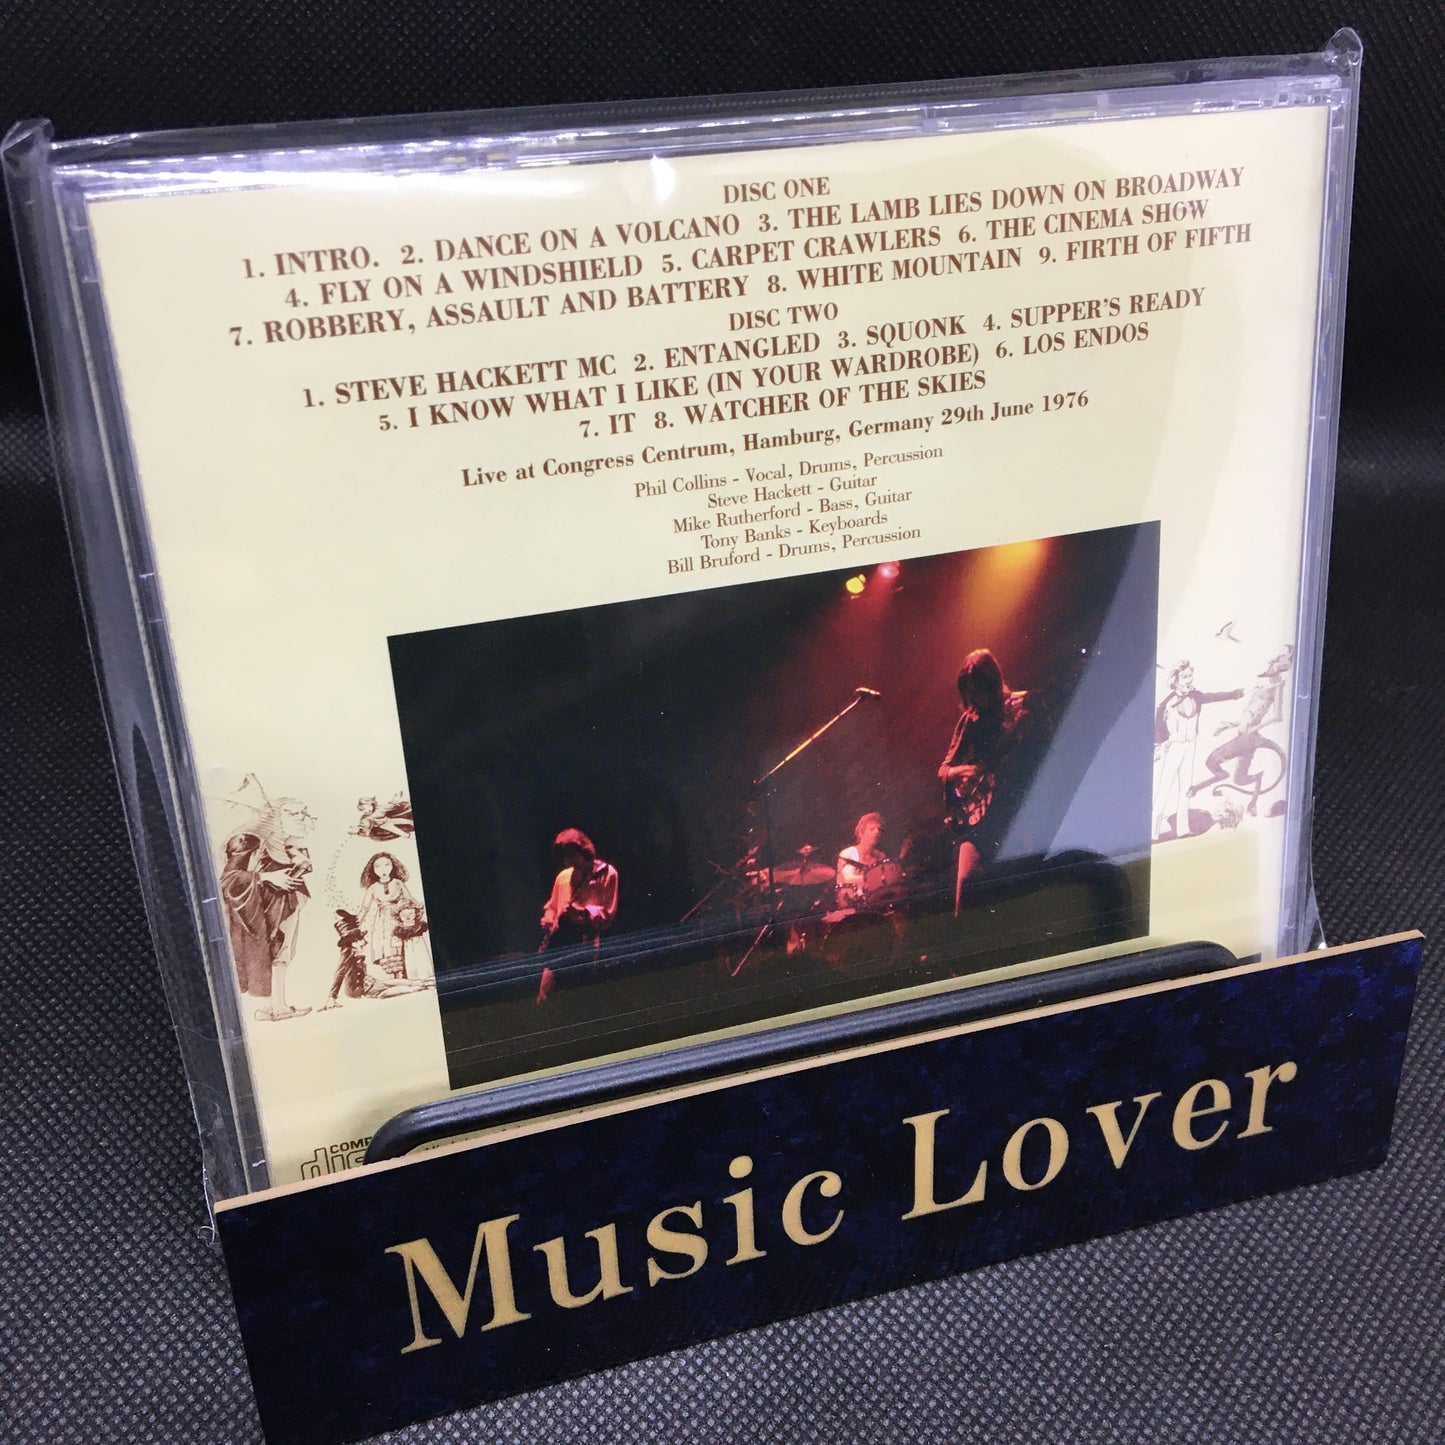 DISC ONE
1. INTRO. 2. DANCE ON A VOLCANO 3. THE LAMB LIES DOWN ON BROADWAY
4. FLY ON A WINDSHIELD 5. CARPET CRAWLERS 6. THE CINEMA SHOW
7. ROBBERY, ASSAULT AND BATTERY 8. WHITE MOUNTAIN 9. FIRTH OF FIFTH
DISC TWO
1. STEVE HACKETT MC 2. ENTANGLED 3. SQUONK 4. SUPPER'S READY
5. I KNOW WHAT I LIKE (IN YOUR WARDROBE) 6. LOS ENDOS
7. IT 8. WATCHER OF THE SKIES
Live at Congress Centrum, Hamburg, Germany 29th June 1976
Phil Collins - Vocal, Drums, Percussion
Steve Hackett - Guitar
Mike Rutherford - Bass, Guitar
Tony Banks - Keyboards
Bill Bruford - Drums, Percussion
Music Lover